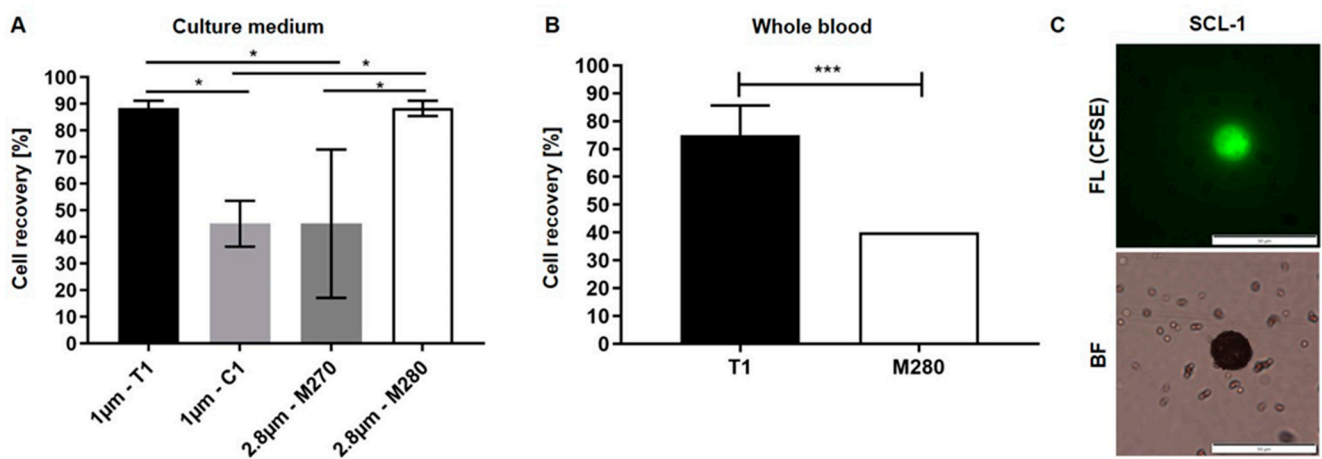 A
Culture medium
*
*
*
*
Cell recovery [%]
100
90
80
70
60
50
40
30
20
10
0
1µm - T1
1µm - C1
2.8µm - M270
2.8µm - M280
B
Whole blood
***
Cell recovery [%]
100
90
80
70
60
50
40
30
20
10
0
T1
M280
C
SCL-1
FL (CFSE)
BF